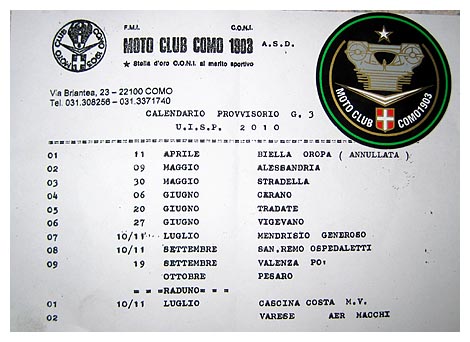 F.M.I. C.O.N.I.
MOTO CLUB COMO 1903 A.S.D.
★ Stella d'oro C.O.N.I. al merito sportivo
MOTO CLUB COMO 1903
Via Briantea, 23 – 22100 COMO
Tel. 031.308256 – 031.3371740
CALENDARIO PROVVISORIO G. 3
U.I.S.P. 2010
01 11 APRILE BIELLA OROPA ( ANNULLATA )
02 09 MAGGIO ALESSANDRIA
03 30 MAGGIO STRADELLA
04 06 GIUGNO CERANO
05 20 GIUGNO TRADATE
06 27 GIUGNO VIGEVANO
07 10/11 LUGLIO MENDRISIO GENEROSO
08 10/11 SETTEMBRE SAN.REMO OSPEDALETTI
09 19 SETTEMBRE VALENZA PO:
OTTOBRE PESARO
= == =RADUNO= = =
01 10/11 LUGLIO CASCINA COSTA M.V.
02 VARESE AER MACCHI